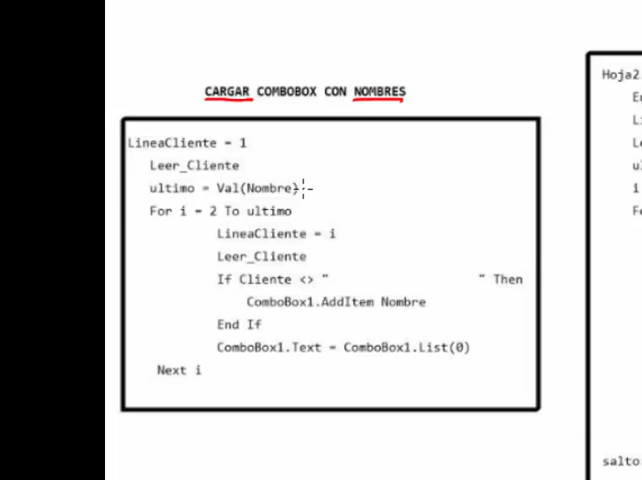 CARGAR COMBOBOX CON NOMBRES
LineaCliente = 1
Leer_Cliente
ultimo = Val(Nombre)
For i = 2 To ultimo
LineaCliente = i
Leer_Cliente
If Cliente <> "                    " Then
ComboBox1.AddItem Nombre
End If
ComboBox1.Text = ComboBox1.List(0)
Next i
Hoja2
salto